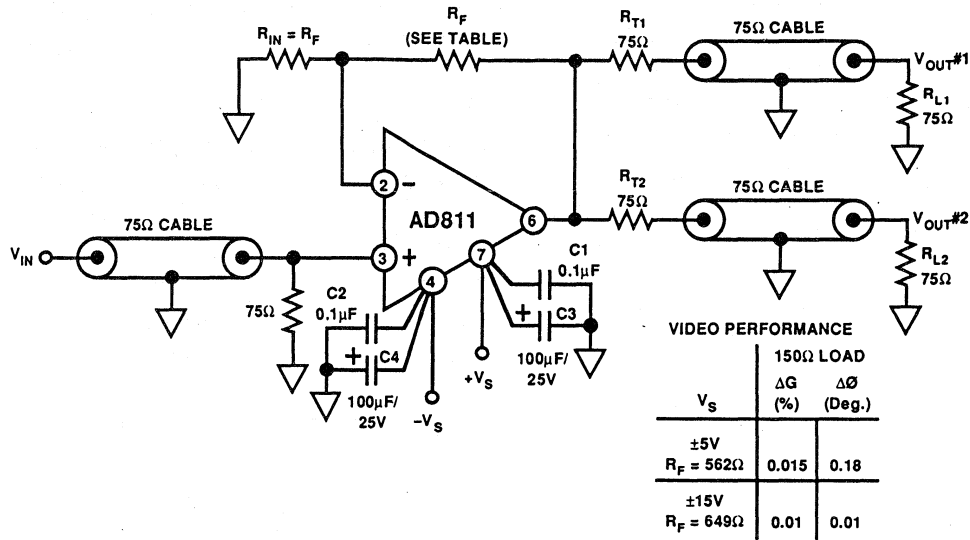 R_IN = R_F
R_F
(SEE TABLE)
R_T1
75Ω
75Ω CABLE
V_OUT#1
R_L1
75Ω
2
−
AD811
6
R_T2
75Ω
75Ω CABLE
V_OUT#2
R_L2
75Ω
75Ω CABLE
V_IN
3
+
4
7
75Ω
C2
0.1µF
+
C4
100µF/
25V
−V_S
+V_S
C1
0.1µF
+
C3
100µF/
25V
VIDEO PERFORMANCE
150Ω LOAD
V_S
ΔG
(%)
ΔØ
(Deg.)
±5V
R_F = 562Ω 0.015 0.18
±15V
R_F = 649Ω 0.01 0.01